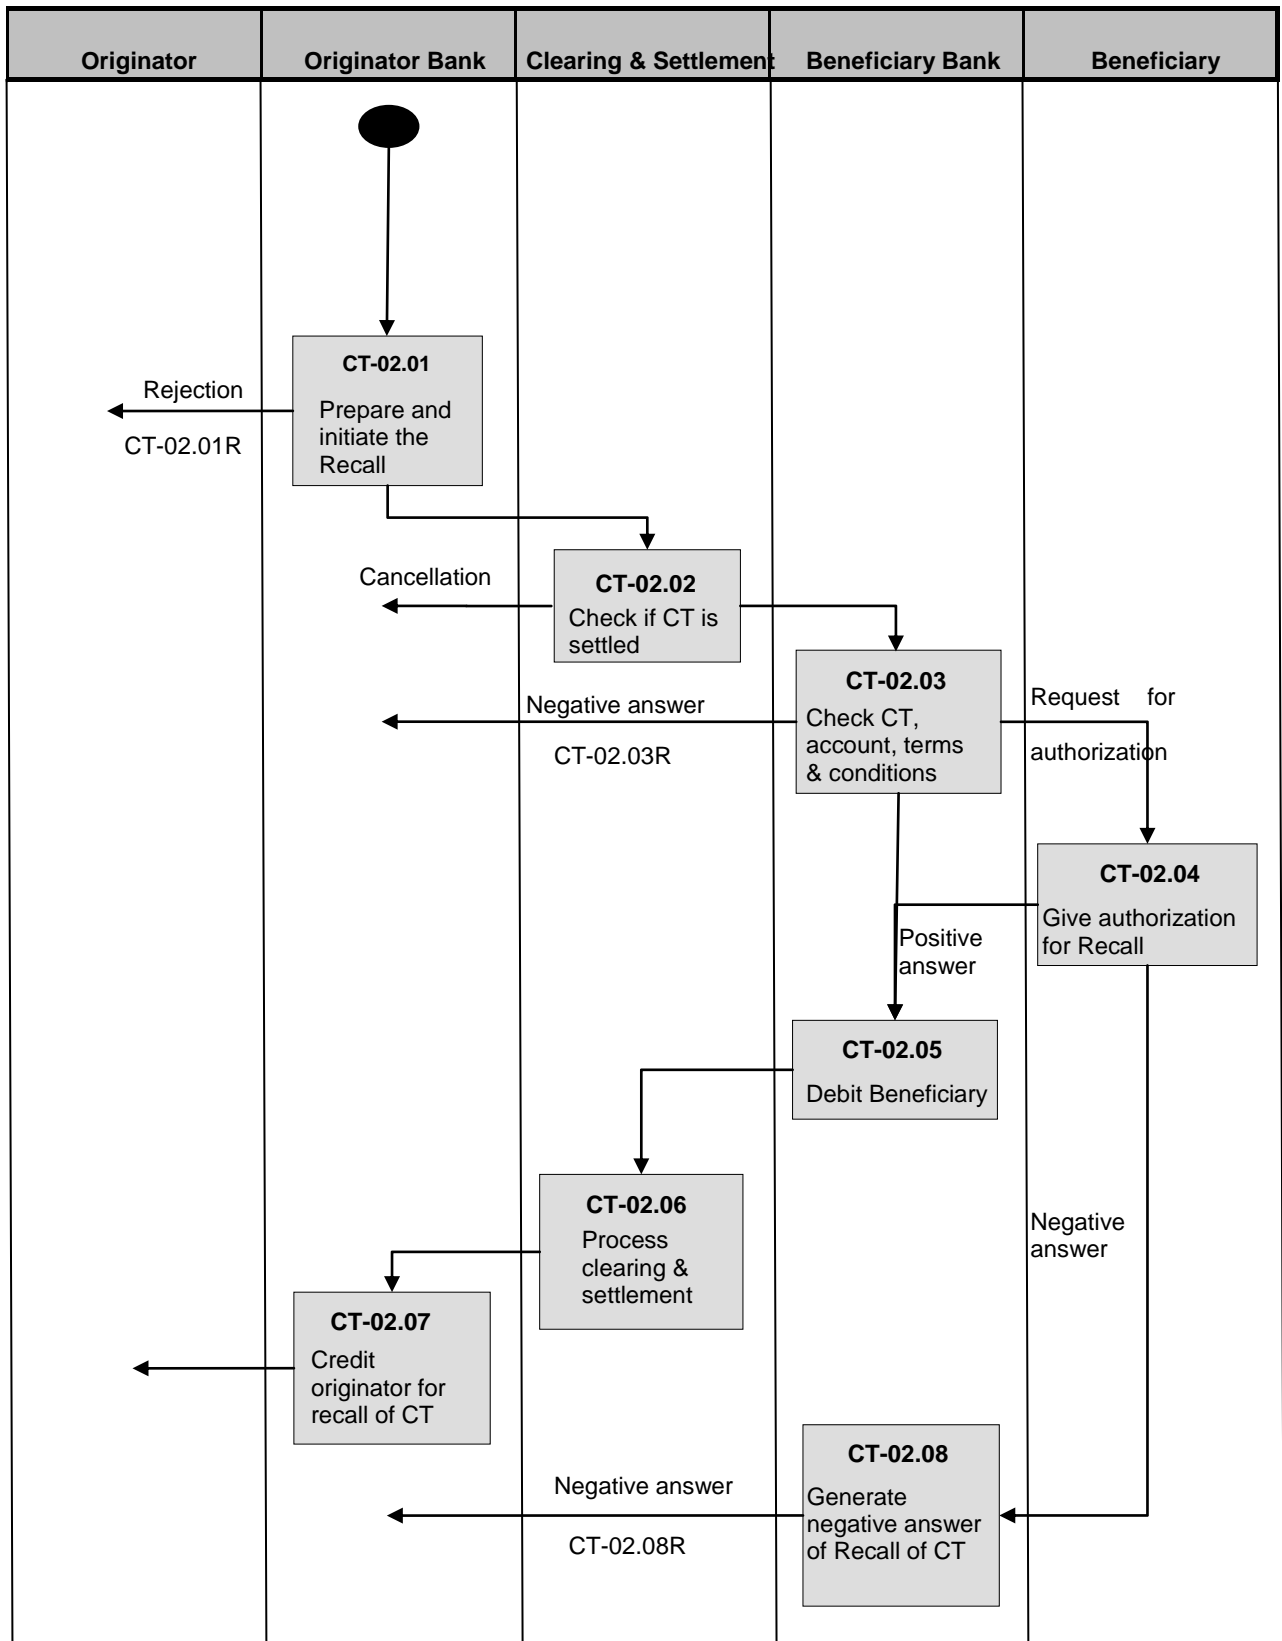 Originator
Originator Bank
Clearing & Settlement
Beneficiary Bank
Beneficiary
CT-02.01
Prepare and
initiate the
Recall
Rejection
CT-02.01R
CT-02.02
Check if CT is
settled
Cancellation
CT-02.03
Check CT,
account, terms
& conditions
Negative answer
CT-02.03R
Request for
authorization
CT-02.04
Give authorization
for Recall
Positive
answer
CT-02.05
Debit Beneficiary
CT-02.06
Process
clearing &
settlement
Negative
answer
CT-02.07
Credit
originator for
recall of CT
CT-02.08
Generate
negative answer
of Recall of CT
Negative answer
CT-02.08R